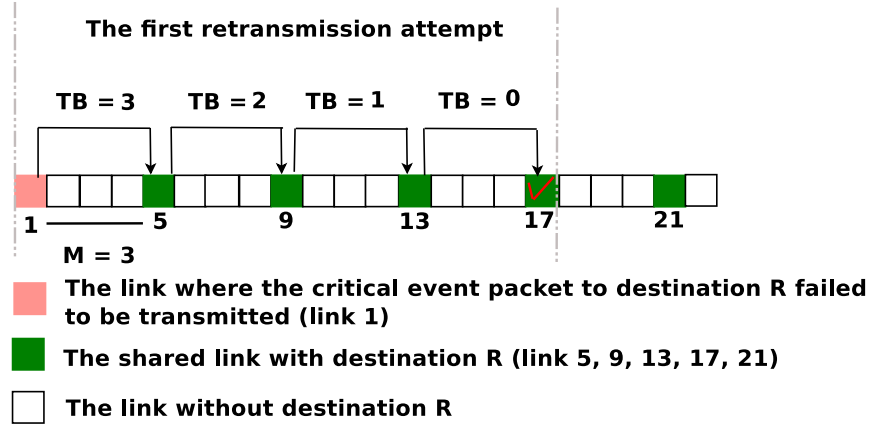 The first retransmission attempt
TB = 3 TB = 2 TB = 1 TB = 0
1 5 9 13 17 21
M = 3
The link where the critical event packet to destination R failed
to be transmitted (link 1)
The shared link with destination R (link 5, 9, 13, 17, 21)
The link without destination R